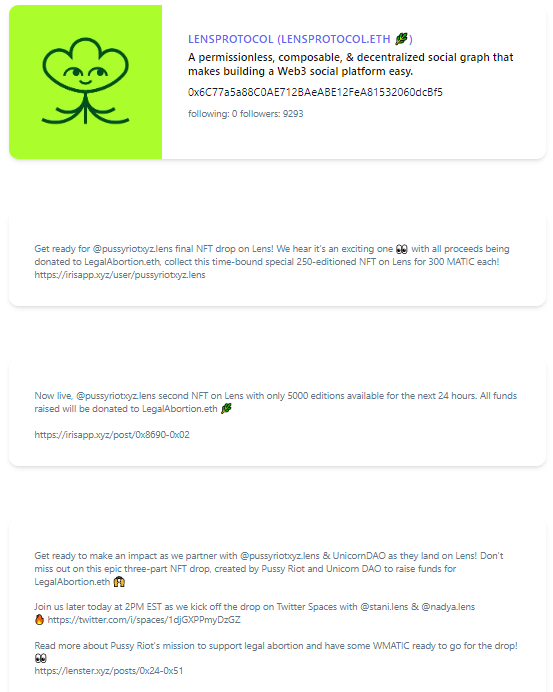 LENSPROTOCOL (LENSPROTOCOL.ETH 🌿)
A permissionless, composable, & decentralized social graph that
makes building a Web3 social platform easy.
0x6C77a5a88C0AE712BAeABE12FeA81532060dcBf5
following: 0 followers: 9293
Get ready for @pussyriotxyz.lens final NFT drop on Lens! We hear it's an exciting one 👀 with all proceeds being
donated to LegalAbortion.eth, collect this time-bound special 250-editioned NFT on Lens for 300 MATIC each!
https://irisapp.xyz/user/pussyriotxyz.lens
Now live, @pussyriotxyz.lens second NFT on Lens with only 5000 editions available for the next 24 hours. All funds
raised will be donated to LegalAbortion.eth 🌿
https://irisapp.xyz/post/0x8690-0x02
Get ready to make an impact as we partner with @pussyriotxyz.lens & UnicornDAO as they land on Lens! Don't
miss out on this epic three-part NFT drop, created by Pussy Riot and Unicorn DAO to raise funds for
LegalAbortion.eth 🙌
Join us later today at 2PM EST as we kick off the drop on Twitter Spaces with @stani.lens & @nadya.lens
🔥 https://twitter.com/i/spaces/1djGXPPmyDzGZ
Read more about Pussy Riot's mission to support legal abortion and have some WMATIC ready to go for the drop!
👀
https://lenster.xyz/posts/0x24-0x51